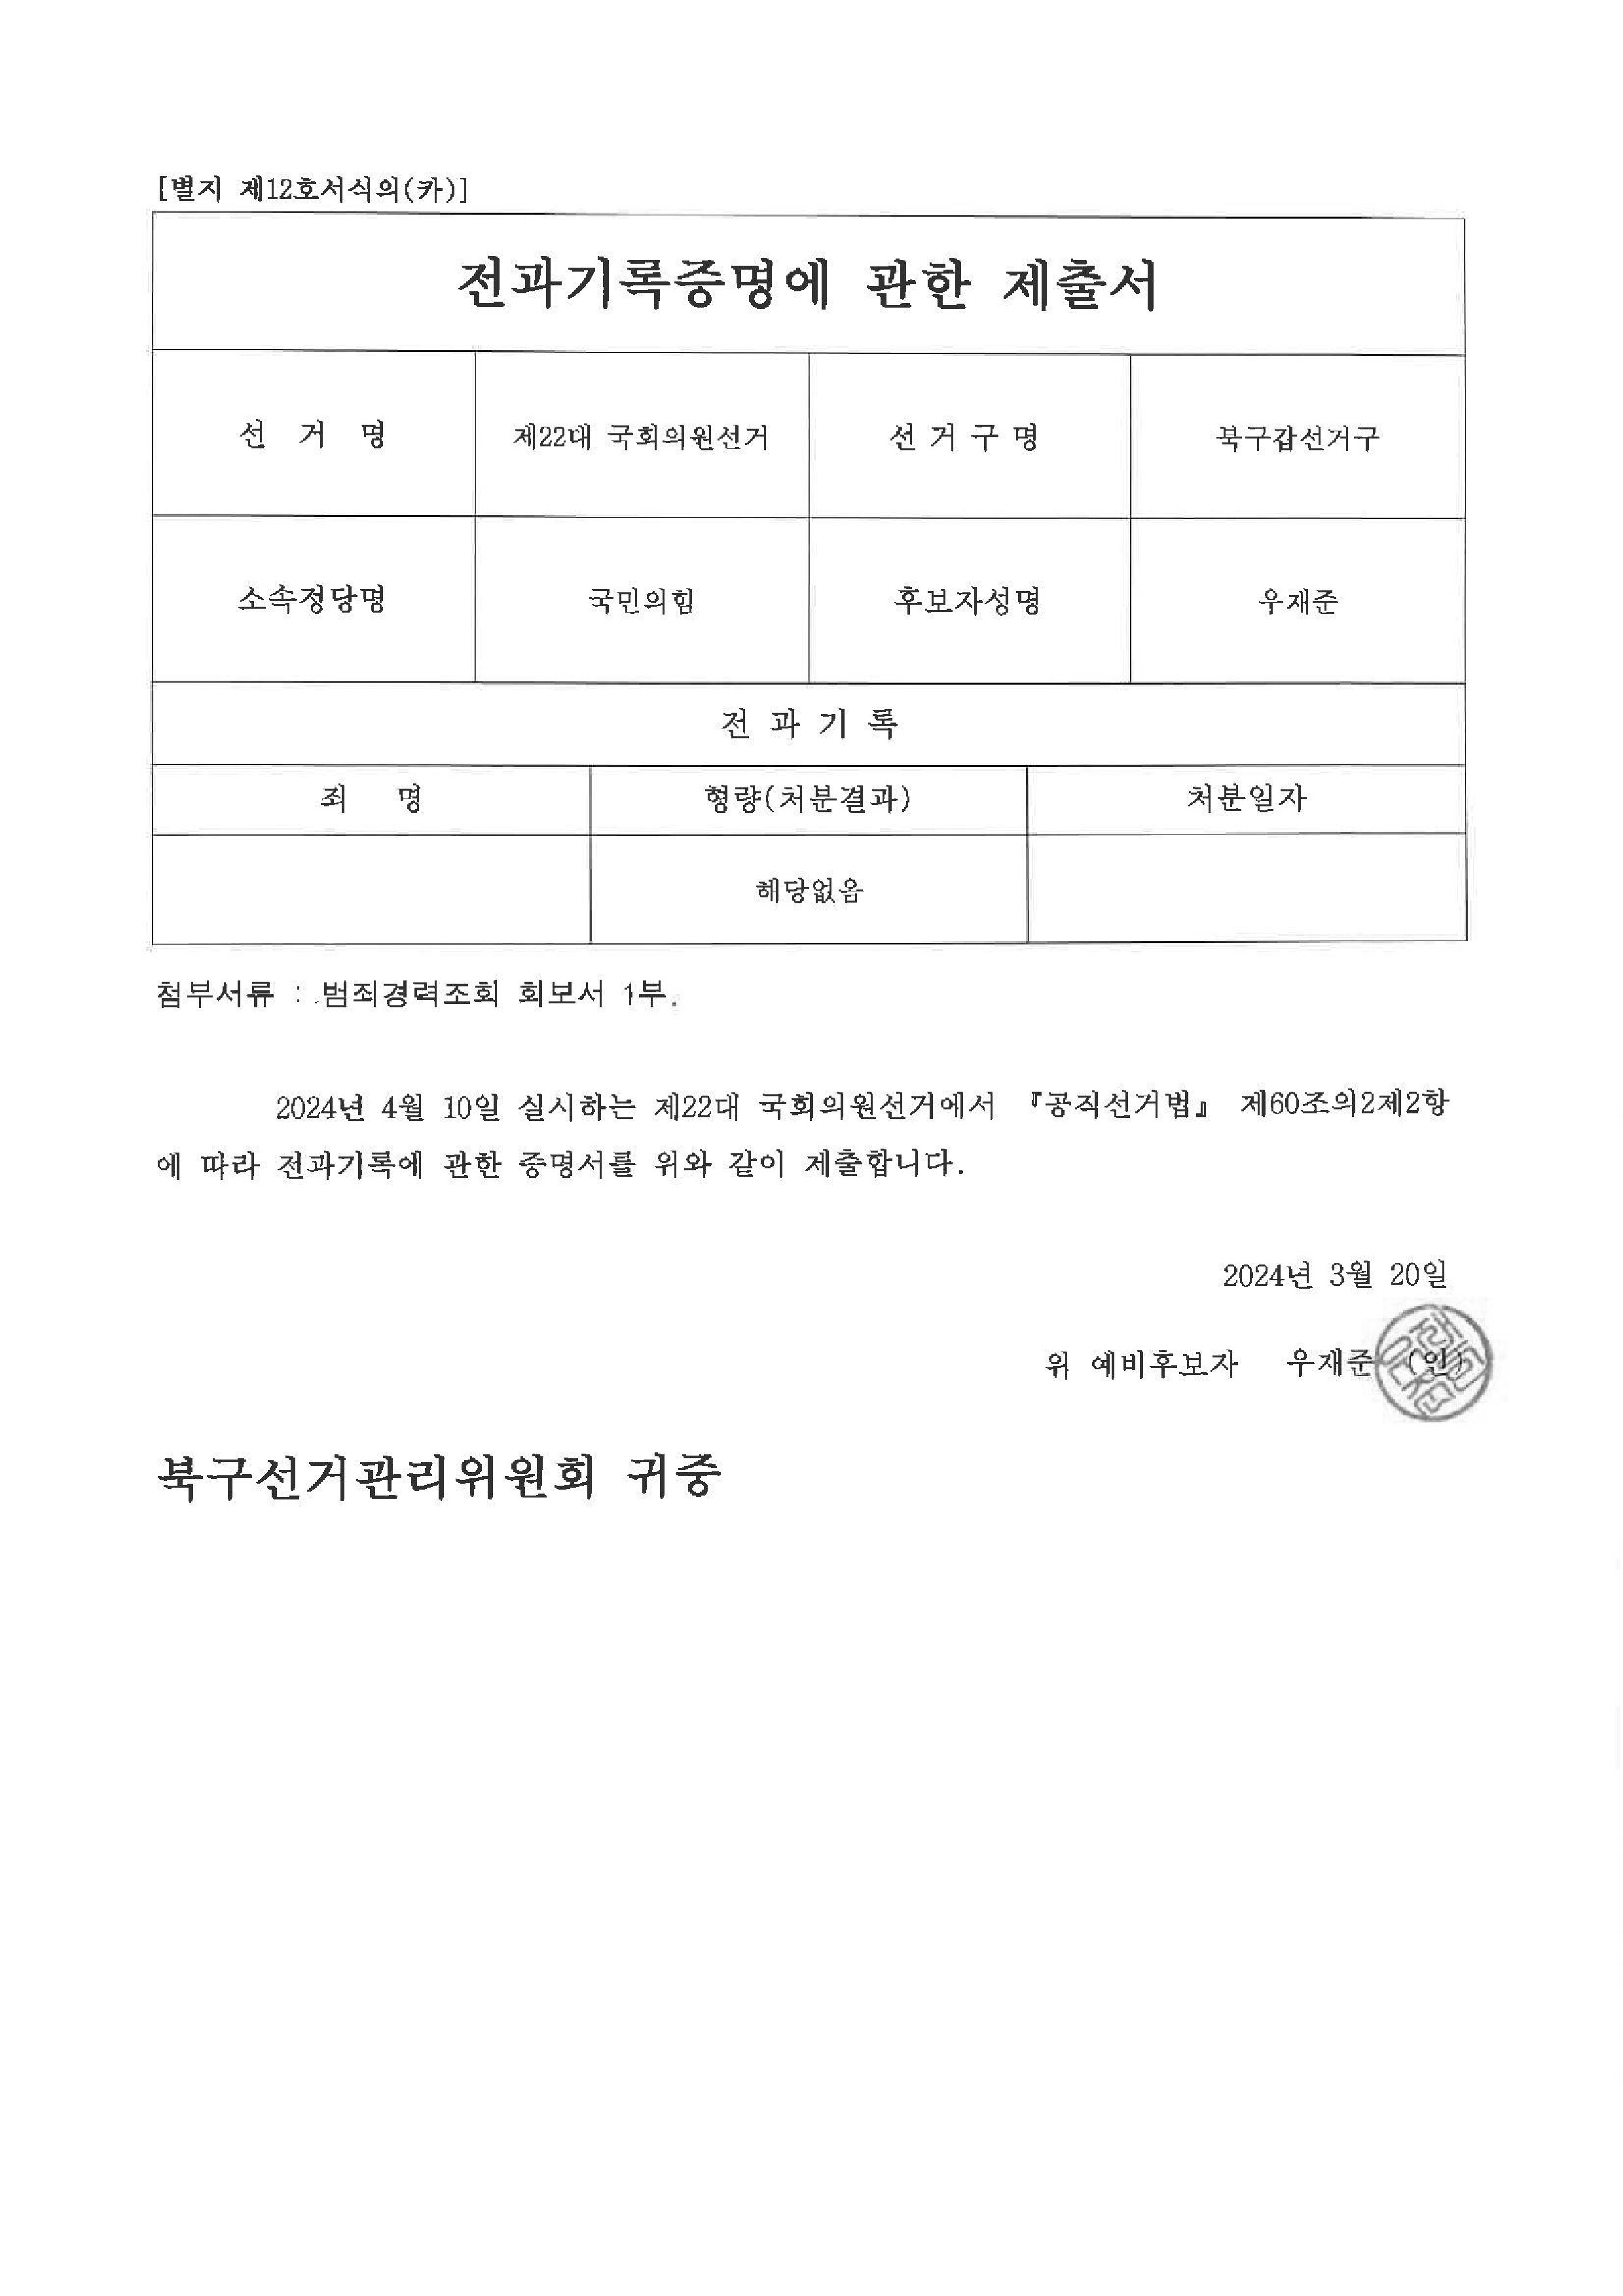 [별지 제12호서식의(카)]
전과기록증명에 관한 제출서
선 거 명 제22대 국회의원선거 선 거 구 명 북구갑선거구
소속정당명 국민의힘 후보자성명 우재준
전 과 기 록
죄 명 형량(처분결과) 처분일자
해당없음
첨부서류 : 범죄경력조회 회보서 1부.
2024년 4월 10일 실시하는 제22대 국회의원선거에서 『공직선거법』 제60조의2제2항
에 따라 전과기록에 관한 증명서를 위와 같이 제출합니다.
2024년 3월 20일
위 예비후보자 우재준 (인)
북구선거관리위원회 귀중